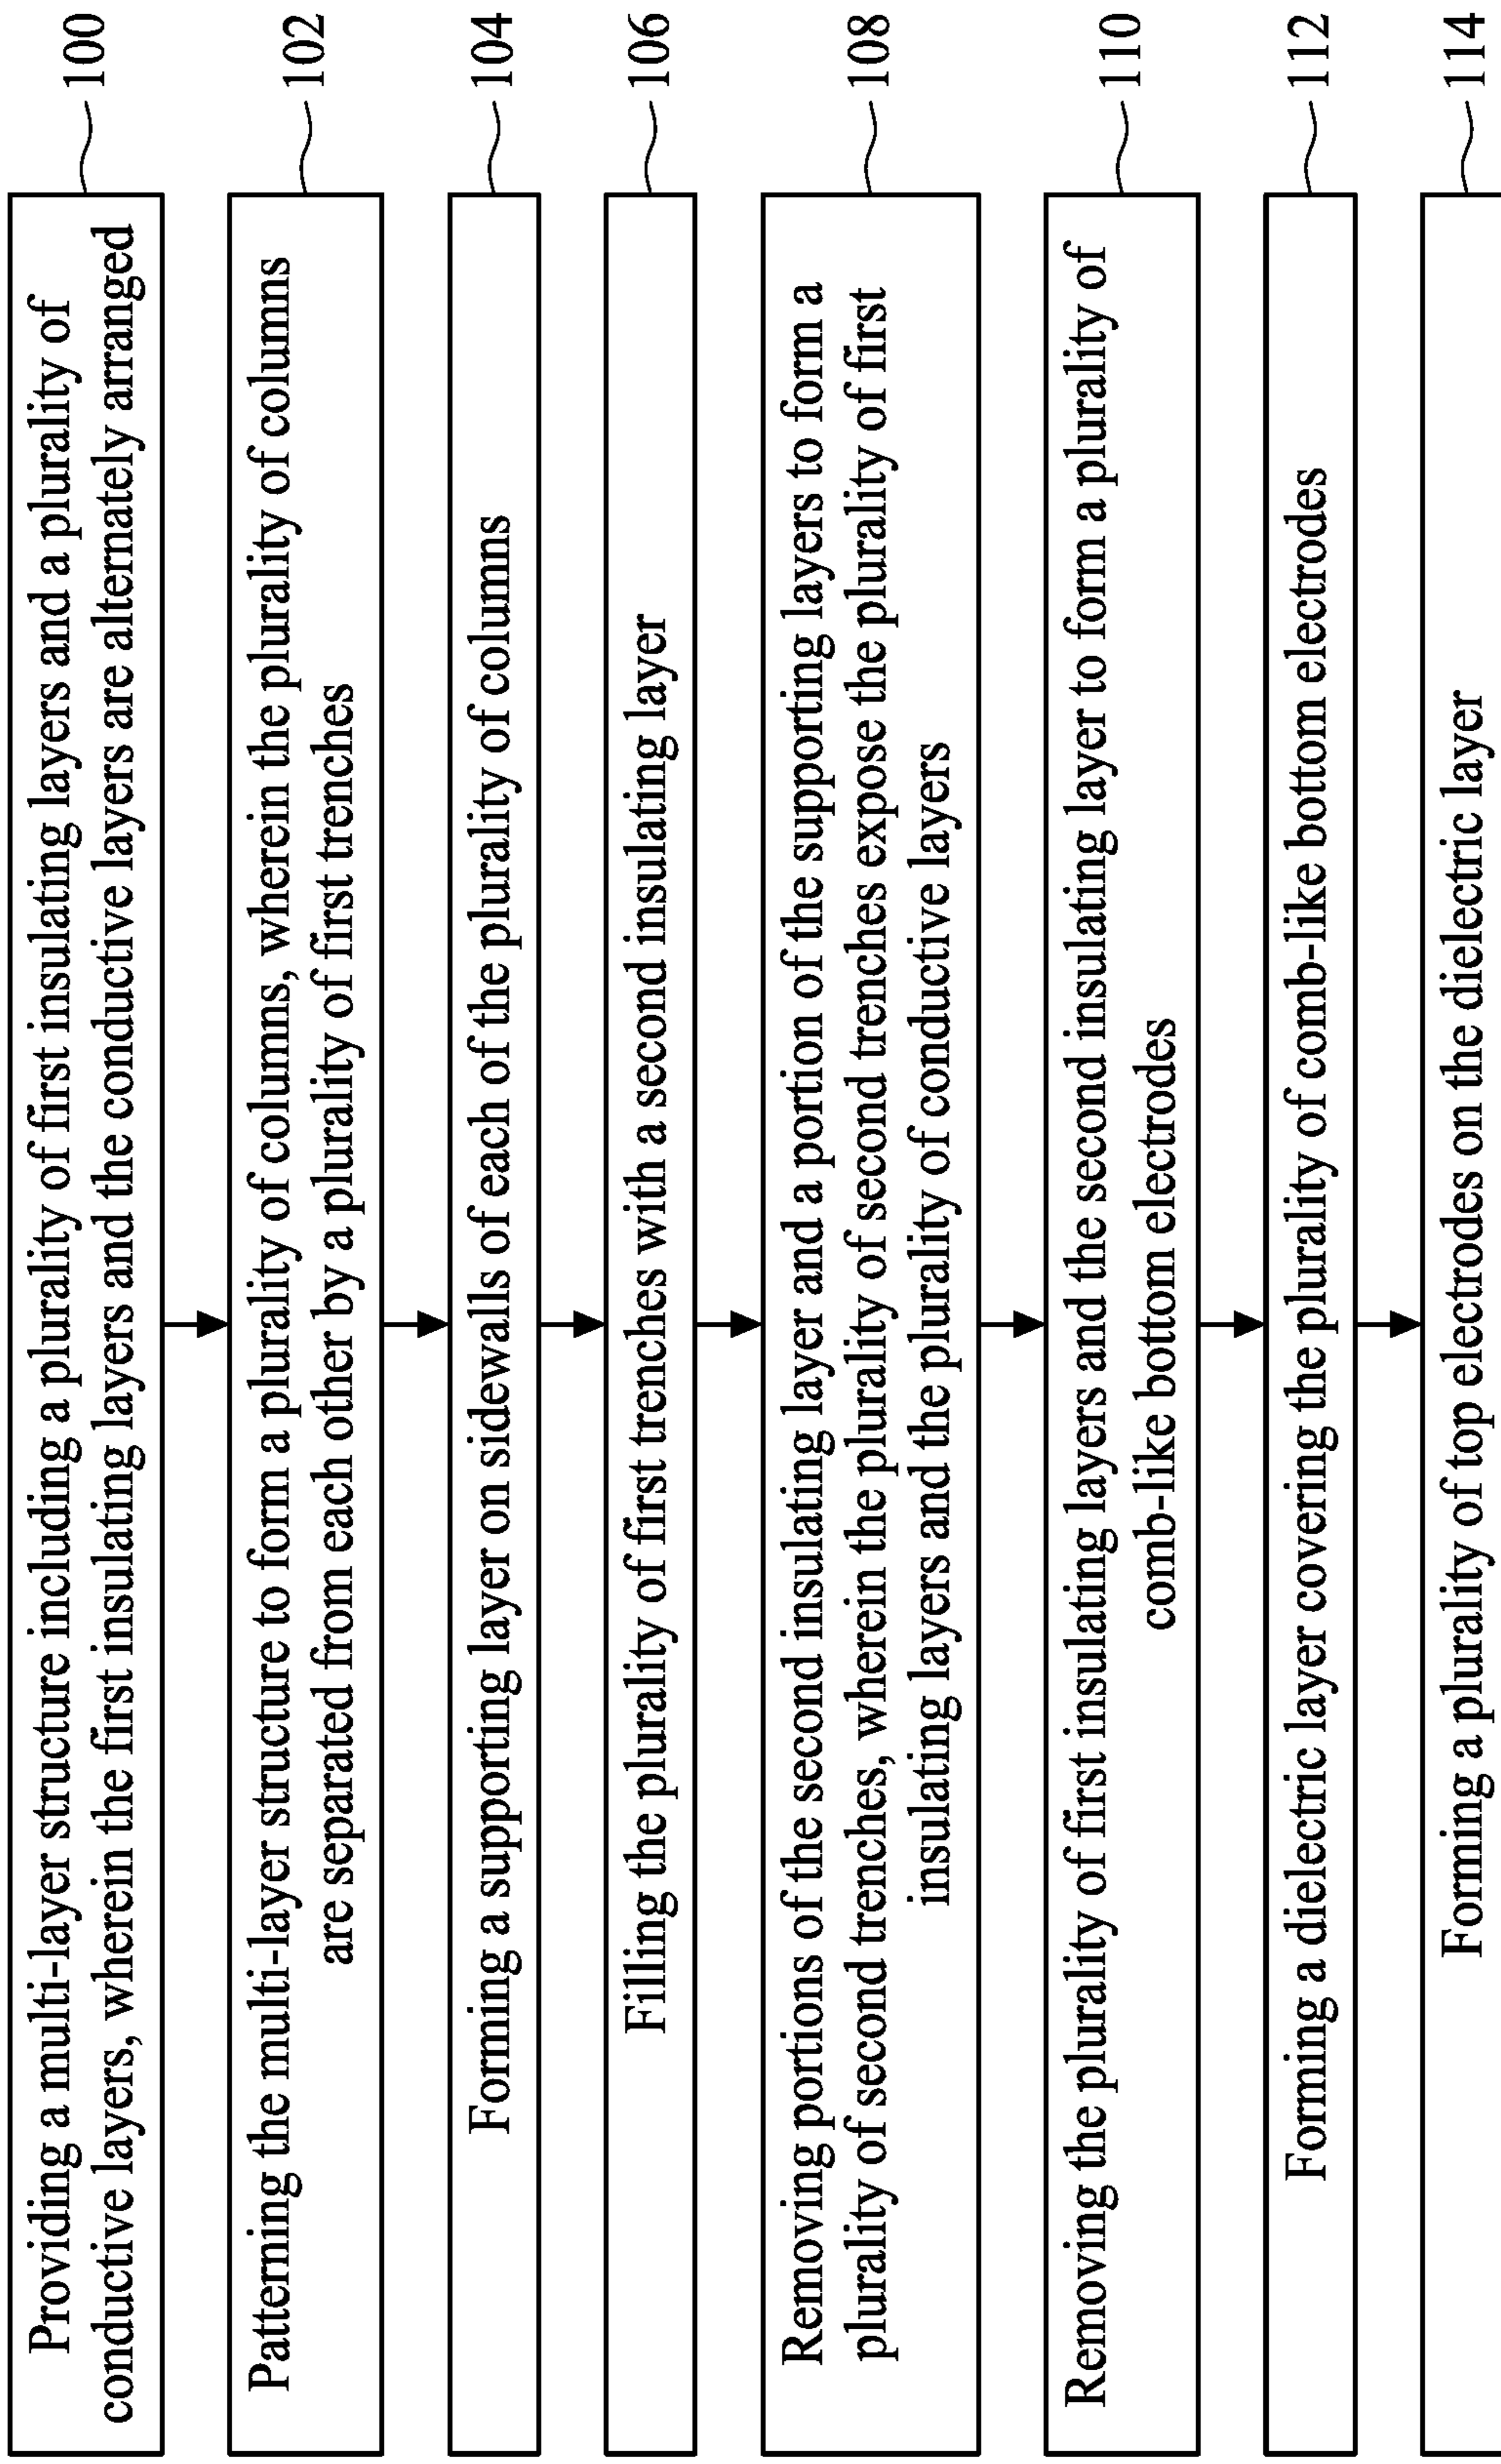 Providing a multi-layer structure including a plurality of first insulating layers and a plurality of
conductive layers, wherein the first insulating layers and the conductive layers are alternately arranged
100
Patterning the multi-layer structure to form a plurality of columns, wherein the plurality of columns
are separated from each other by a plurality of first trenches
102
Forming a supporting layer on sidewalls of each of the plurality of columns
104
Filling the plurality of first trenches with a second insulating layer
106
Removing portions of the second insulating layer and a portion of the supporting layers to form a
plurality of second trenches, wherein the plurality of second trenches expose the plurality of first
insulating layers and the plurality of conductive layers
108
Removing the plurality of first insulating layers and the second insulating layer to form a plurality of
comb-like bottom electrodes
110
Forming a dielectric layer covering the plurality of comb-like bottom electrodes
112
Forming a plurality of top electrodes on the dielectric layer
114